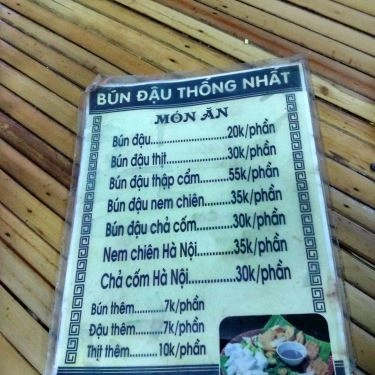 BÚN ĐẬU THỐNG NHẤT
MÓN ĂN
Bún đậu....................20k/phần
Bún đậu thịt................30k/phần
Bún đậu thập cẩm........55k/phần
Bún đậu nem chiên.......35k/phần
Bún đậu chả cốm.........30k/phần
Nem chiên Hà Nội........35k/phần
Chả cốm Hà Nội..........30k/phần
Bún thêm..........7k/phần
Đậu thêm..........7k/phần
Thịt thêm..........10k/phần